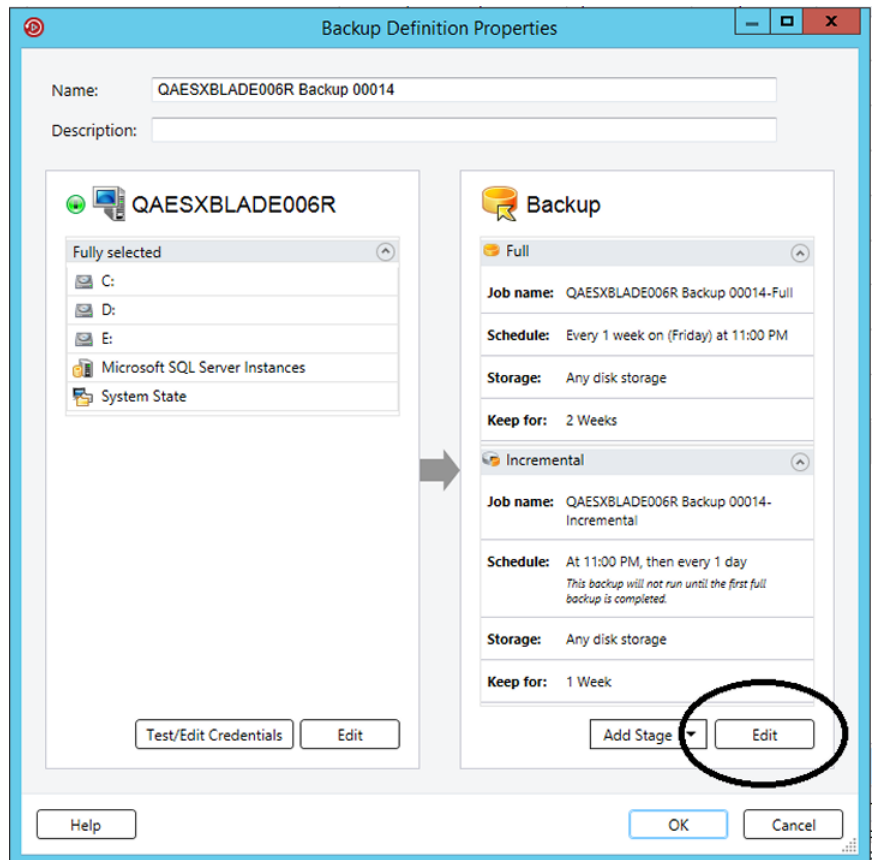 Backup Definition Properties
Name: QAESXBLADE006R Backup 00014
Description:
QAESXBLADE006R
Fully selected
C:
D:
E:
Microsoft SQL Server Instances
System State
Test/Edit Credentials Edit
Backup
Full
Job name: QAESXBLADE006R Backup 00014-Full
Schedule: Every 1 week on (Friday) at 11:00 PM
Storage: Any disk storage
Keep for: 2 Weeks
Incremental
Job name: QAESXBLADE006R Backup 00014-
Incremental
Schedule: At 11:00 PM, then every 1 day
This backup will not run until the first full
backup is completed.
Storage: Any disk storage
Keep for: 1 Week
Add Stage Edit
Help OK Cancel